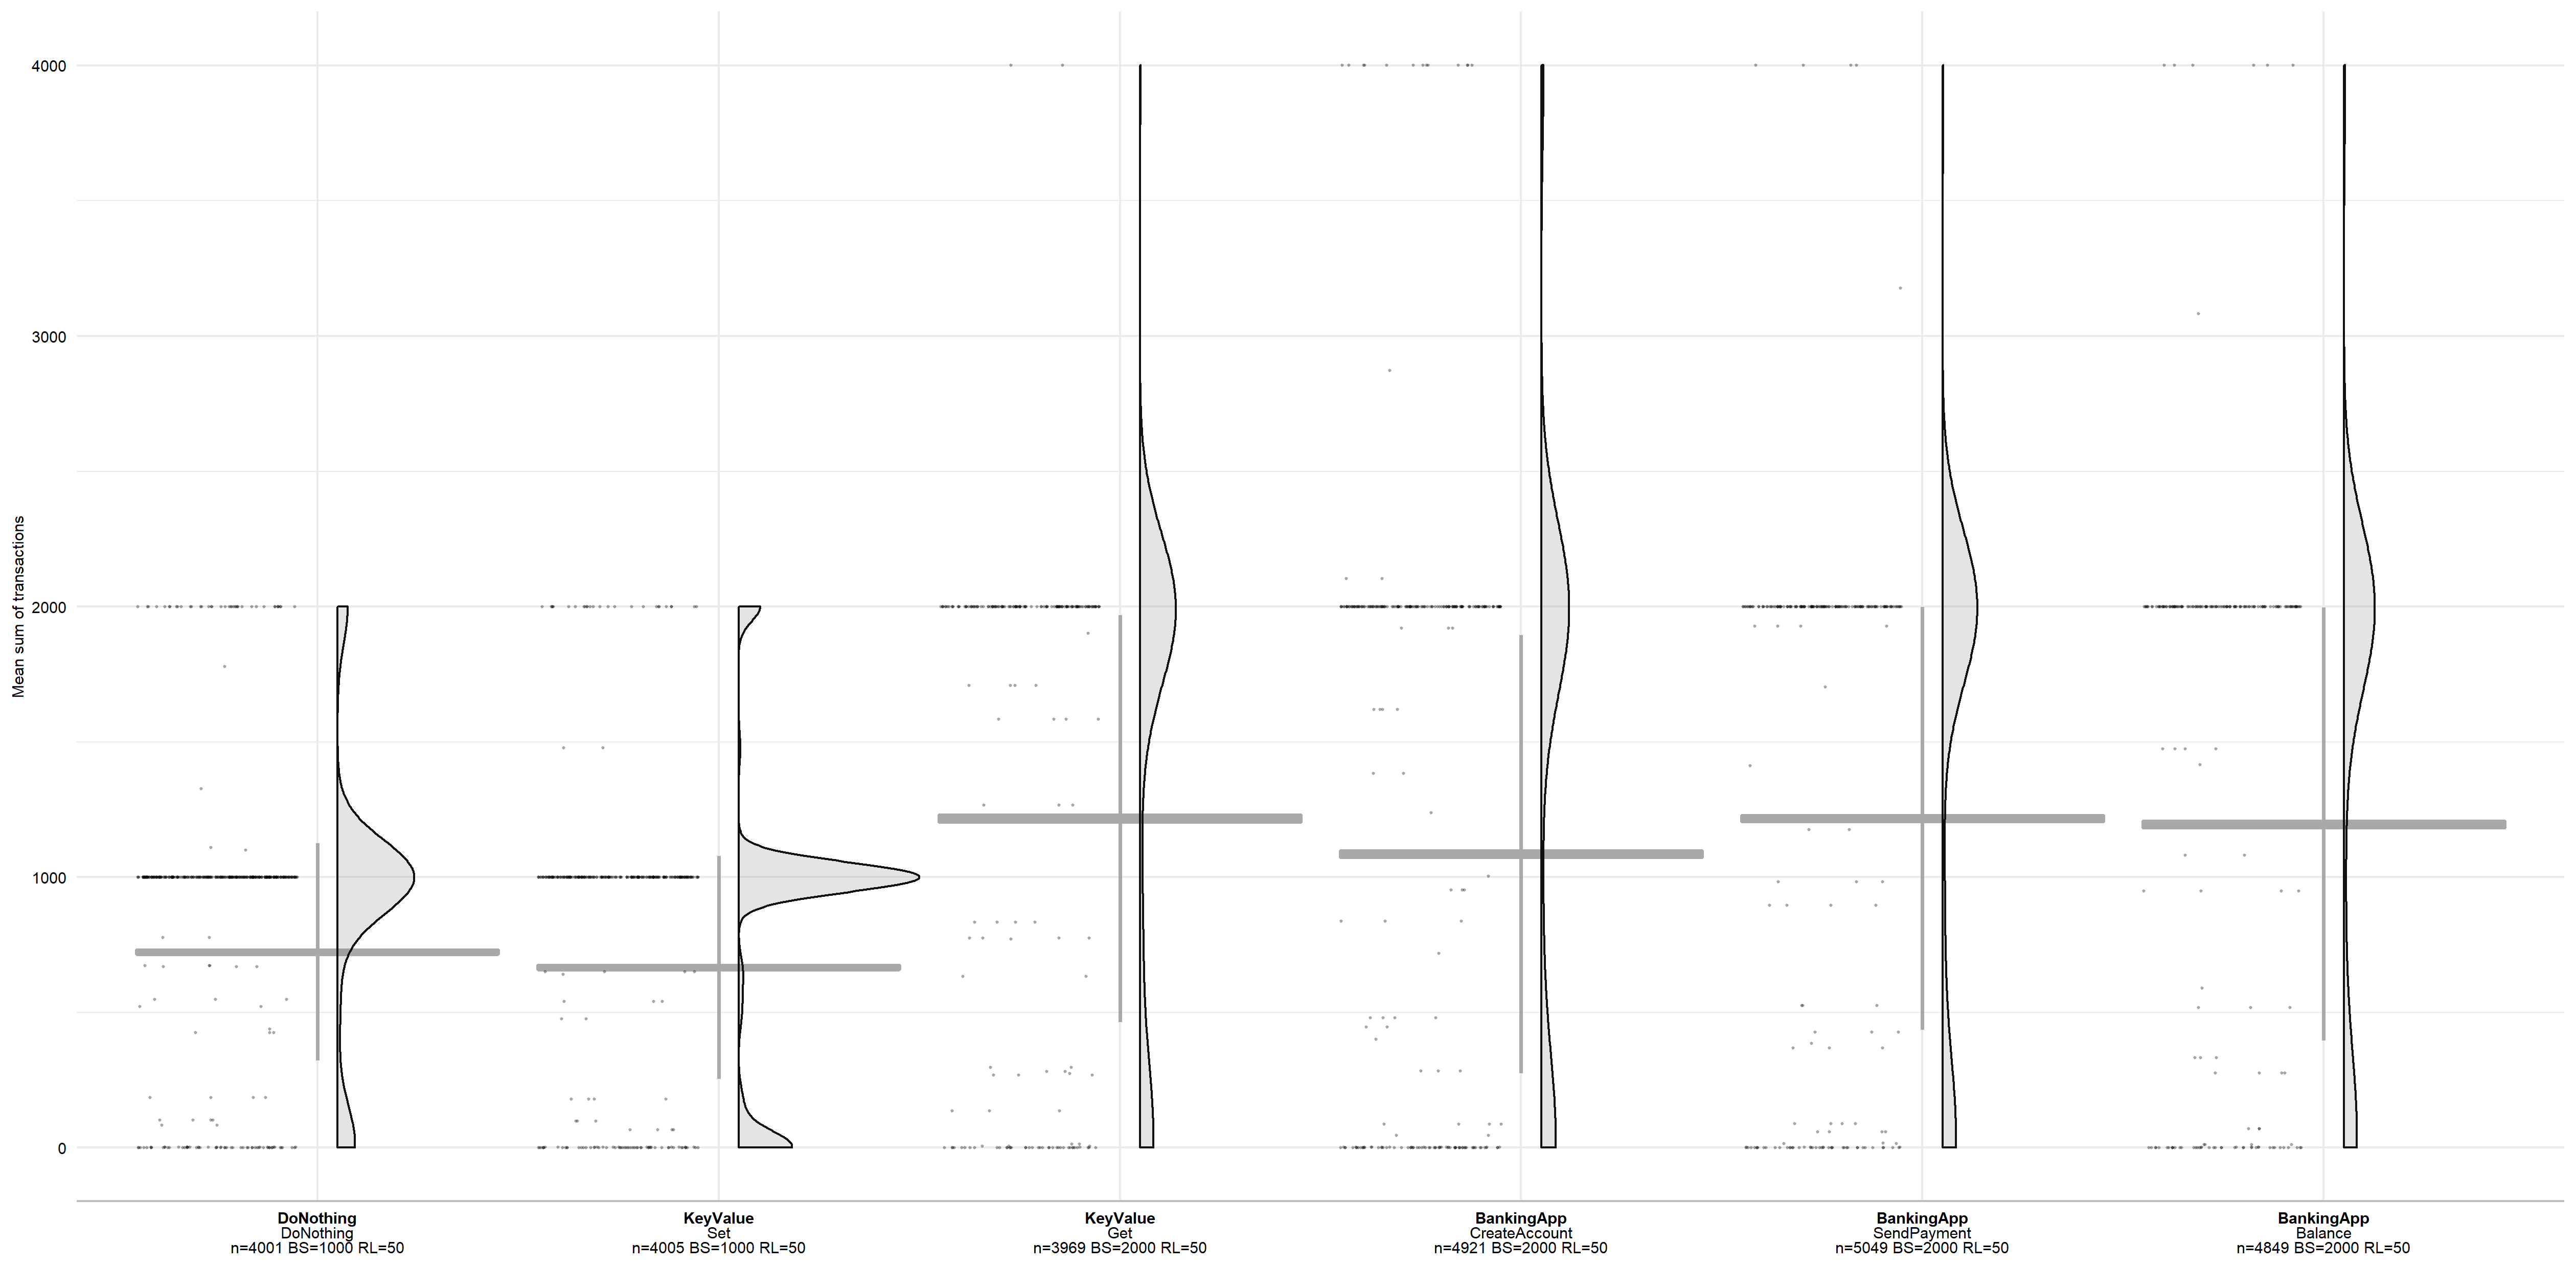 Mean sum of transactions
4000
3000
2000
1000
0
DoNothing
DoNothing
n=4001 BS=1000 RL=50
KeyValue
Set
n=4005 BS=1000 RL=50
KeyValue
Get
n=3969 BS=2000 RL=50
BankingApp
CreateAccount
n=4921 BS=2000 RL=50
BankingApp
SendPayment
n=5049 BS=2000 RL=50
BankingApp
Balance
n=4849 BS=2000 RL=50